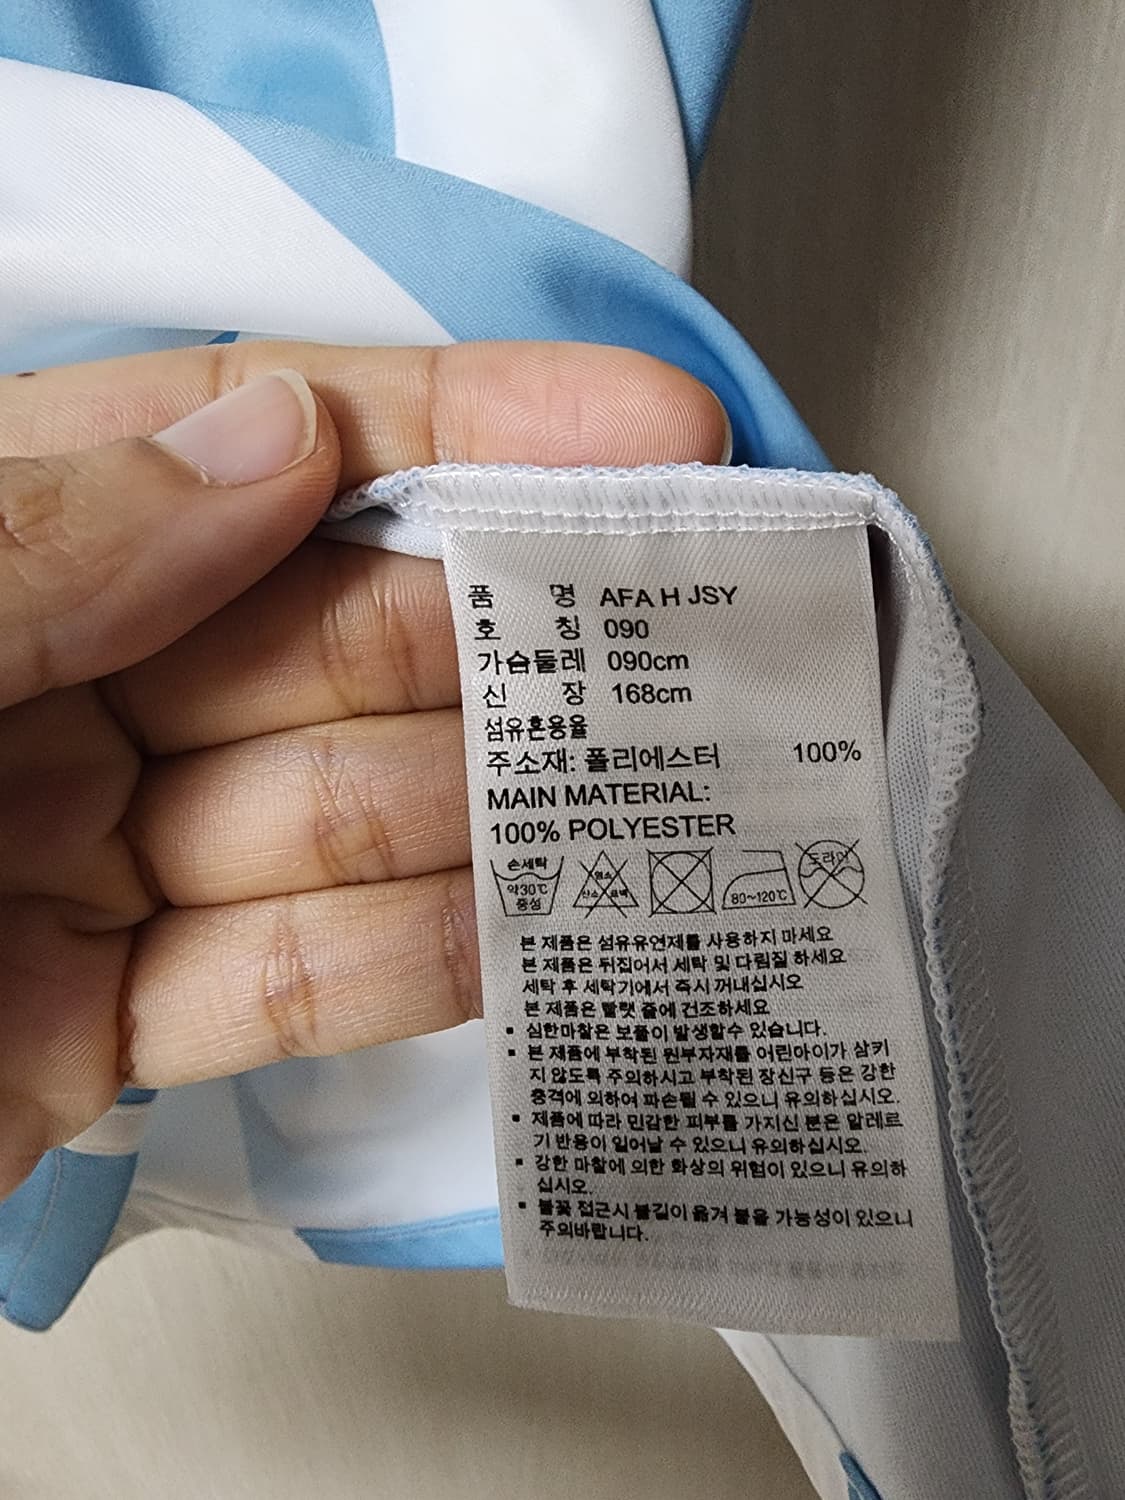 품 명 AFA H JSY
호 칭 090
가슴둘레 090cm
신 장 168cm
섬유혼용율
주소재: 폴리에스터 100%
MAIN MATERIAL:
100% POLYESTER
손세탁
약30℃
중성
염소
산소 표백
80~120℃
드라이
본 제품은 섬유유연제를 사용하지 마세요
본 제품은 뒤집어서 세탁 및 다림질 하세요
세탁 후 세탁기에서 즉시 꺼내십시오
본 제품은 빨랫 줄에 건조하세요
▪ 심한마찰은 보풀이 발생할수 있습니다.
▪ 본 제품에 부착된 원부자재를 어린아이가 삼키
지 않도록 주의하시고 부착된 장신구 등은 강한
충격에 의하여 파손될 수 있으니 유의하십시오.
▪ 제품에 따라 민감한 피부를 가지신 분은 알레르
기 반응이 일어날 수 있으니 유의하십시오.
▪ 강한 마찰에 의한 화상의 위험이 있으니 유의하
십시오.
▪ 불꽃 접근시 불길이 옮겨 붙을 가능성이 있으니
주의바랍니다.